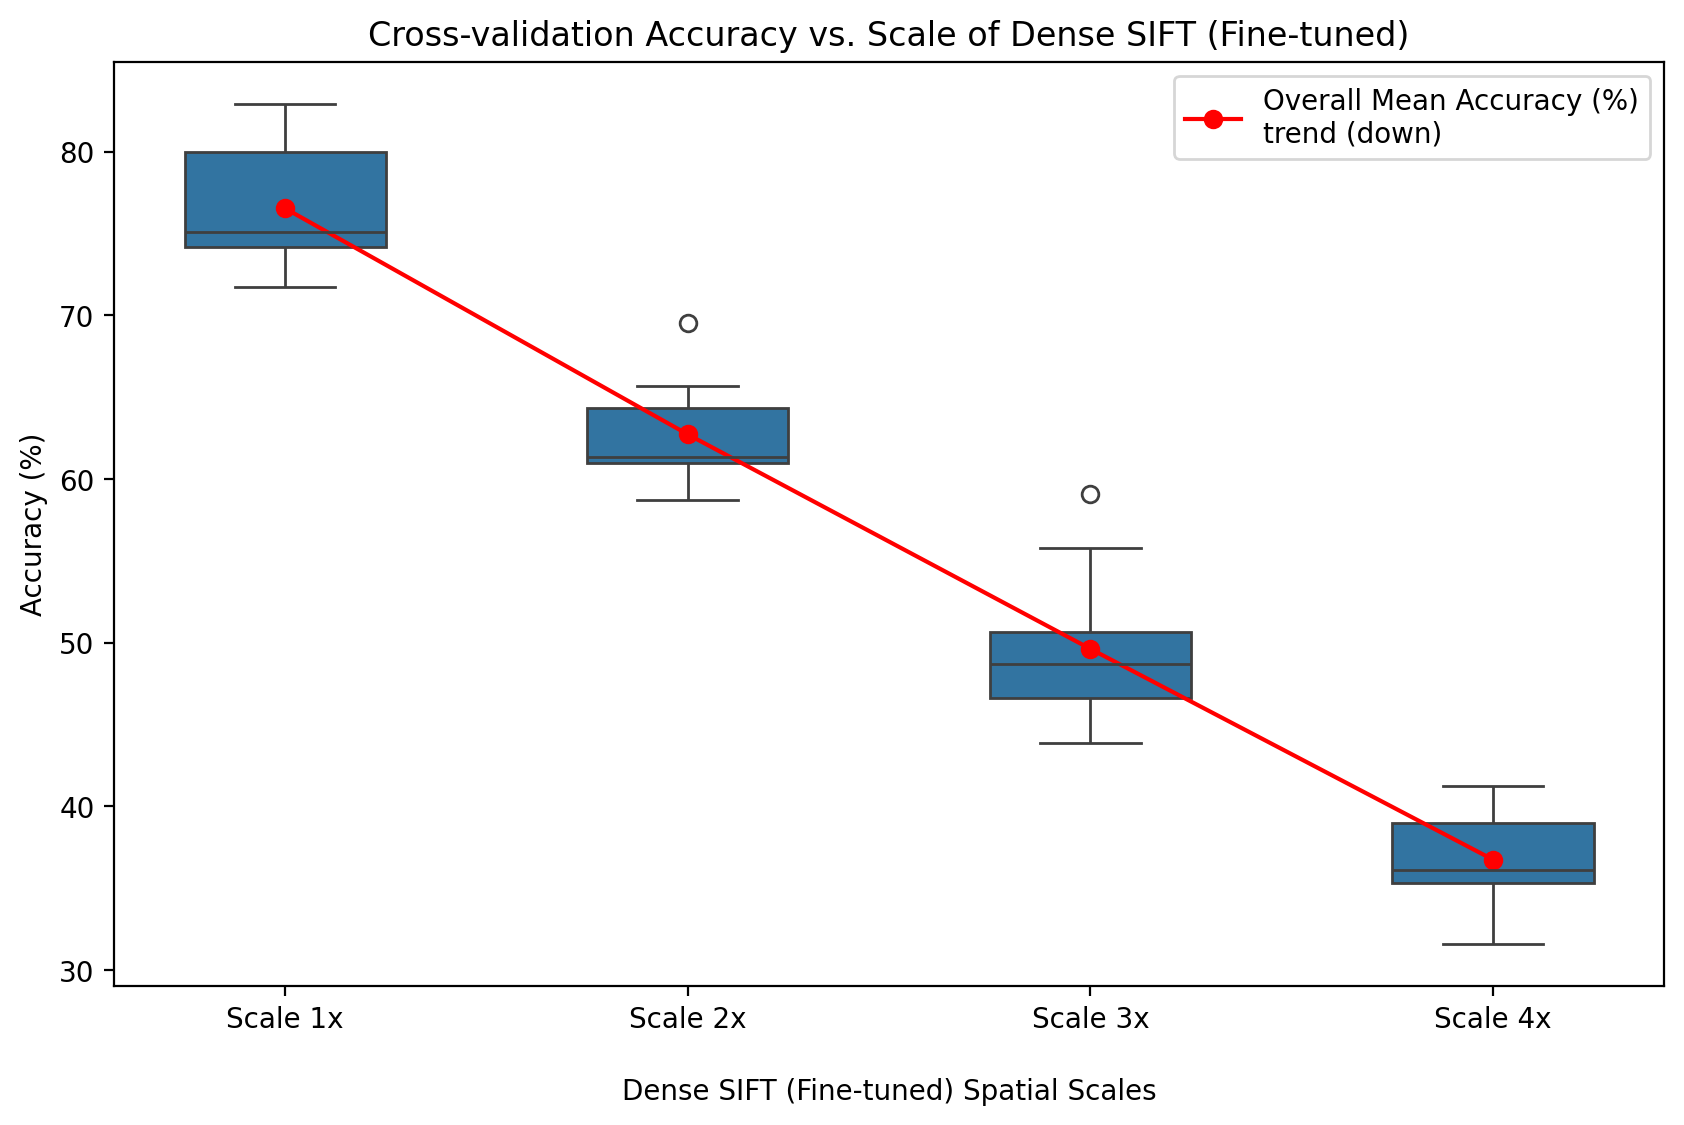 Cross-validation Accuracy vs. Scale of Dense SIFT (Fine-tuned)
Overall Mean Accuracy (%)
trend (down)
Accuracy (%)
80
70
60
50
40
30
Scale 1x
Scale 2x
Scale 3x
Scale 4x
Dense SIFT (Fine-tuned) Spatial Scales